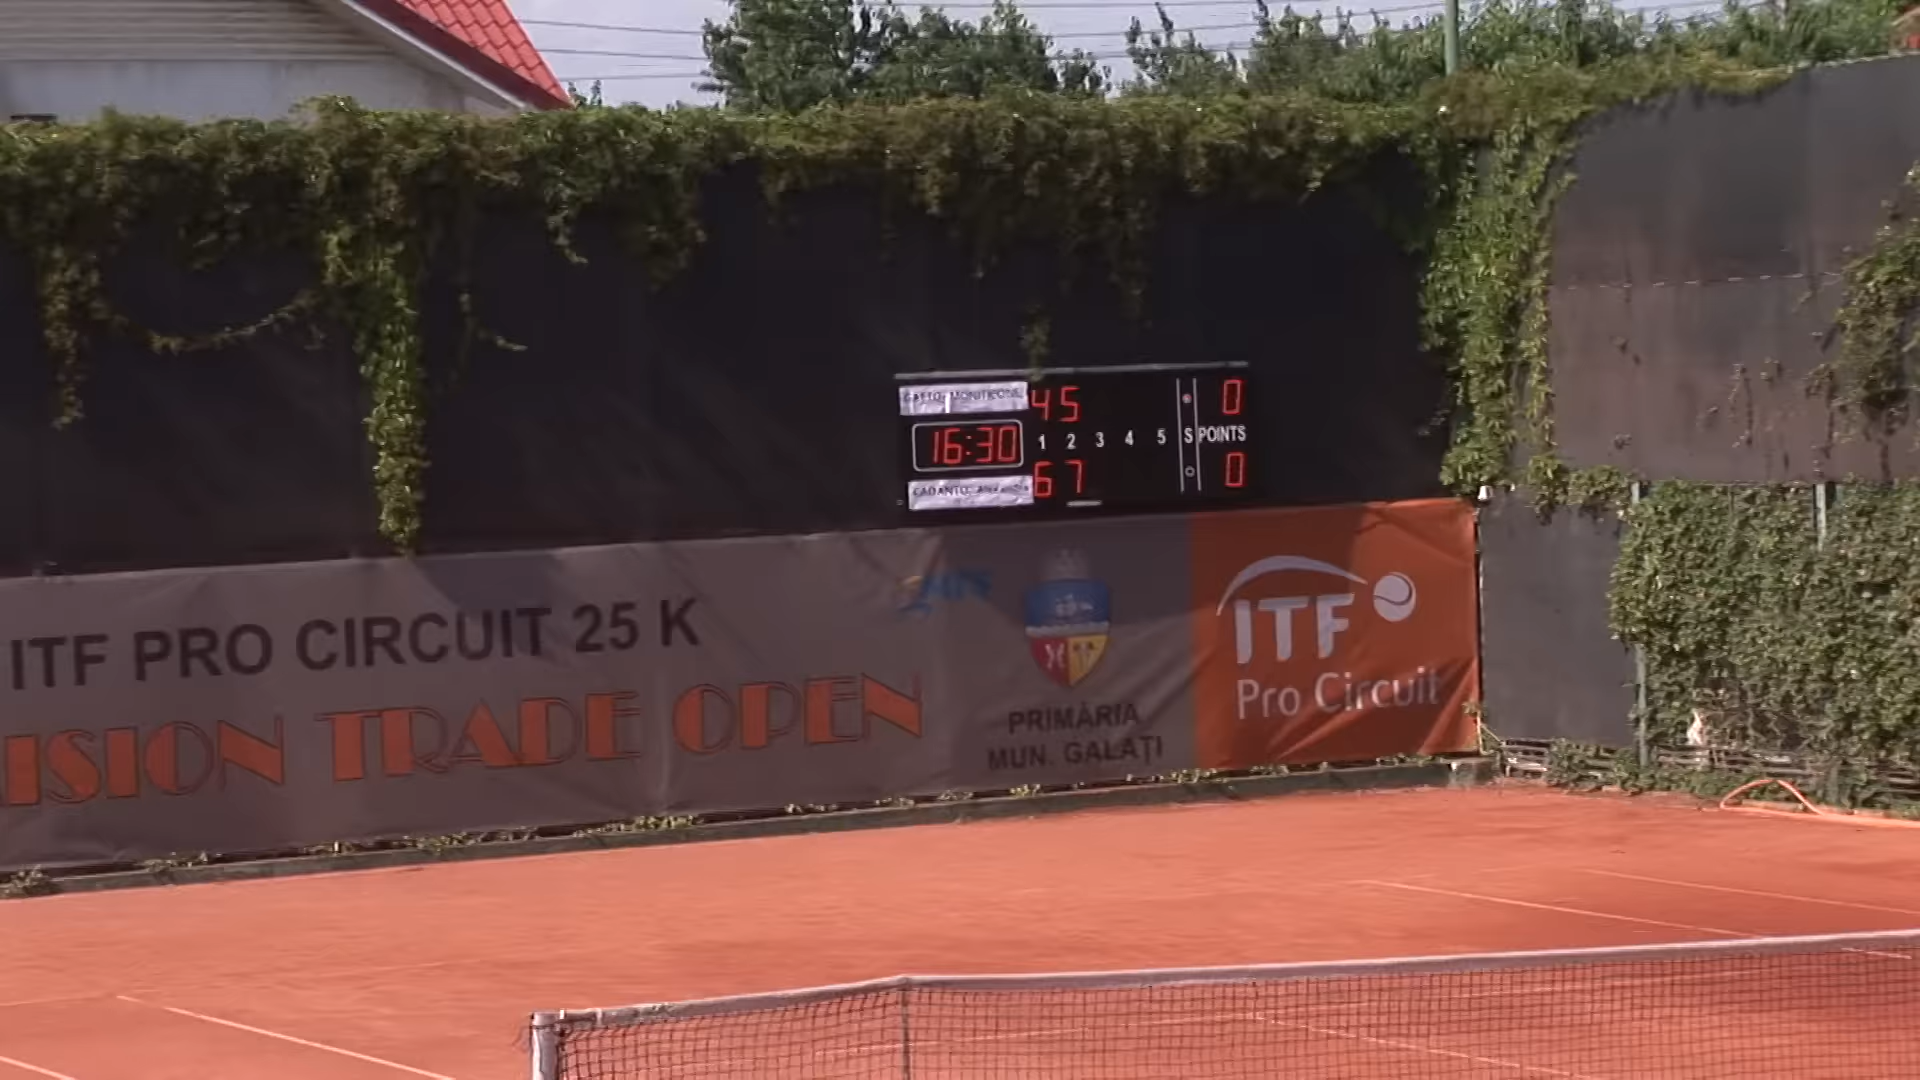 45
0
16:30
1 2 3 4 5 S POINTS
67
0
ITF PRO CIRCUIT 25 K
ISION TRADE OPEN
PRIMĂRIA
MUN. GALAȚI
ITF
Pro Circuit